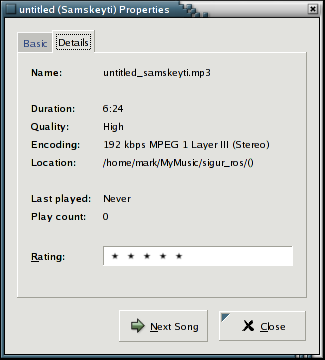 untitled (Samskeyti) Properties
Basic Details
Name: untitled_samskeyti.mp3
Duration: 6:24
Quality: High
Encoding: 192 kbps MPEG 1 Layer III (Stereo)
Location: /home/mark/MyMusic/sigur_ros/()
Last played: Never
Play count: 0
Rating: ★ ★ ★ ★ ★
Next Song Close